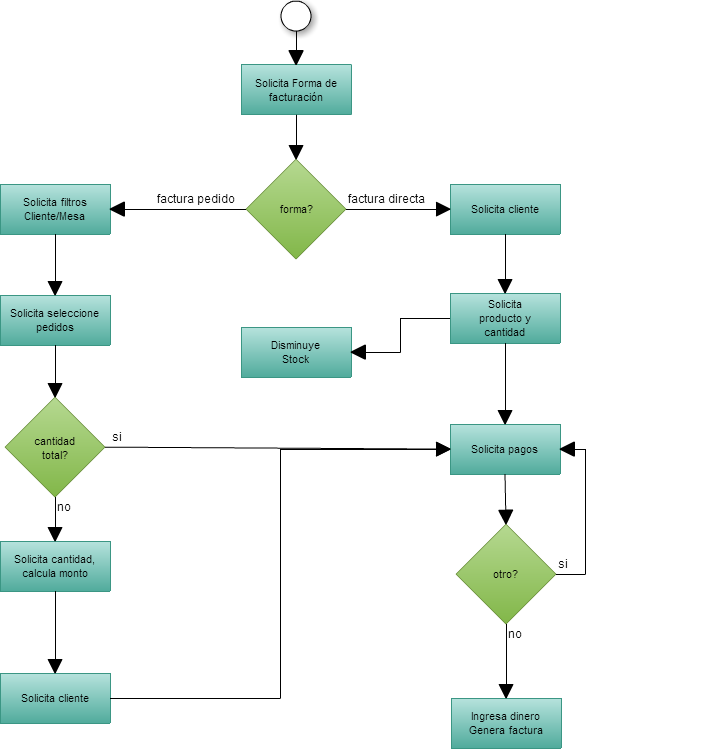 Solicita Forma de
facturación
factura pedido
forma?
factura directa
Solicita filtros
Cliente/Mesa
Solicita cliente
Solicita seleccione
pedidos
Solicita
producto y
cantidad
Disminuye
Stock
cantidad
total?
si
Solicita pagos
no
Solicita cantidad,
calcula monto
otro?
si
no
Solicita cliente
Ingresa dinero
Genera factura